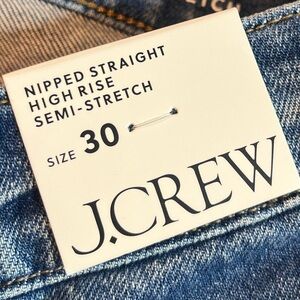 NIPPED STRAIGHT
HIGH RISE
SEMI-STRETCH
SIZE 30
J.CREW